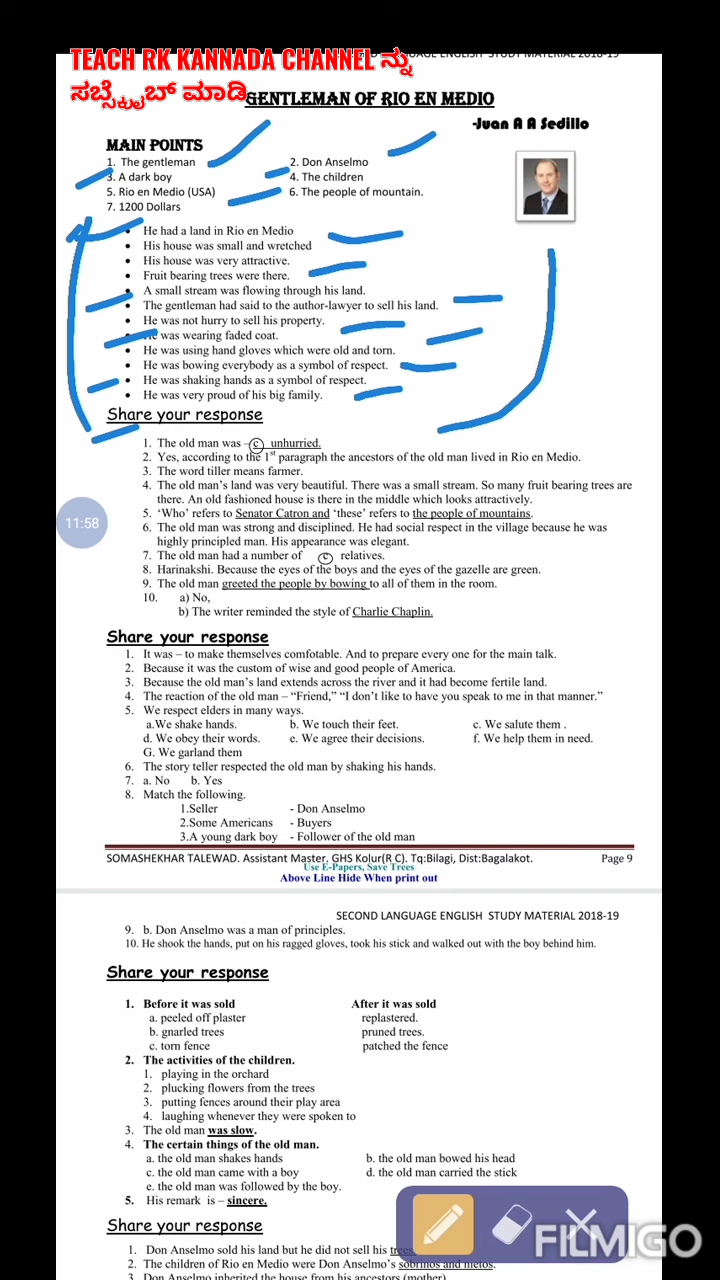 SECOND LANGUAGE ENGLISH STUDY MATERIAL 2018-19
TEACH RK KANNADA CHANNEL ನ್ನು
ಸಬ್ಸ್ಕ್ರೈಬ್ ಮಾಡಿ
GENTLEMAN OF RIO EN MEDIO
-Juan A A Sedillo
MAIN POINTS
1. The gentleman 2. Don Anselmo
3. A dark boy 4. The children
5. Rio en Medio (USA) 6. The people of mountain.
7. 1200 Dollars
• He had a land in Rio en Medio
• His house was small and wretched
• His house was very attractive.
• Fruit bearing trees were there.
• A small stream was flowing through his land.
• The gentleman had said to the author-lawyer to sell his land.
• He was not hurry to sell his property.
• He was wearing faded coat.
• He was using hand gloves which were old and torn.
• He was bowing everybody as a symbol of respect.
• He was shaking hands as a symbol of respect.
• He was very proud of his big family.
Share your response
1. The old man was – c unhurried.
2. Yes, according to the 1st paragraph the ancestors of the old man lived in Rio en Medio.
3. The word tiller means farmer.
4. The old man's land was very beautiful. There was a small stream. So many fruit bearing trees are
there. An old fashioned house is there in the middle which looks attractively.
5. ‘Who’ refers to Senator Catron and ‘these’ refers to the people of mountains.
6. The old man was strong and disciplined. He had social respect in the village because he was
highly principled man. His appearance was elegant.
7. The old man had a number of c relatives.
8. Harinakshi. Because the eyes of the boys and the eyes of the gazelle are green.
9. The old man greeted the people by bowing to all of them in the room.
10. a) No,
b) The writer reminded the style of Charlie Chaplin.
11:58
Share your response
1. It was – to make themselves comfotable. And to prepare every one for the main talk.
2. Because it was the custom of wise and good people of America.
3. Because the old man's land extends across the river and it had become fertile land.
4. The reaction of the old man – “Friend,” “I don't like to have you speak to me in that manner.”
5. We respect elders in many ways.
a.We shake hands. b. We touch their feet. c. We salute them .
d. We obey their words. e. We agree their decisions. f. We help them in need.
G. We garland them
6. The story teller respected the old man by shaking his hands.
7. a. No b. Yes
8. Match the following.
1.Seller - Don Anselmo
2.Some Americans - Buyers
3.A young dark boy - Follower of the old man
SOMASHEKHAR TALEWAD. Assistant Master. GHS Kolur(R C). Tq:Bilagi, Dist:Bagalakot. Page 9
Use E-Papers, Save Trees
Above Line Hide When print out
SECOND LANGUAGE ENGLISH STUDY MATERIAL 2018-19
9. b. Don Anselmo was a man of principles.
10. He shook the hands, put on his ragged gloves, took his stick and walked out with the boy behind him.
Share your response
1. Before it was sold After it was sold
a. peeled off plaster replastered.
b. gnarled trees pruned trees.
c. torn fence patched the fence
2. The activities of the children.
1. playing in the orchard
2. plucking flowers from the trees
3. putting fences around their play area
4. laughing whenever they were spoken to
3. The old man was slow.
4. The certain things of the old man.
a. the old man shakes hands b. the old man bowed his head
c. the old man came with a boy d. the old man carried the stick
e. the old man was followed by the boy.
5. His remark is – sincere.
Share your response
1. Don Anselmo sold his land but he did not sell his trees.
2. The children of Rio en Medio were Don Anselmo's sobrinos and nietos.
3. Don Anselmo inherited the house from his ancestors (mother)
FILMIGO